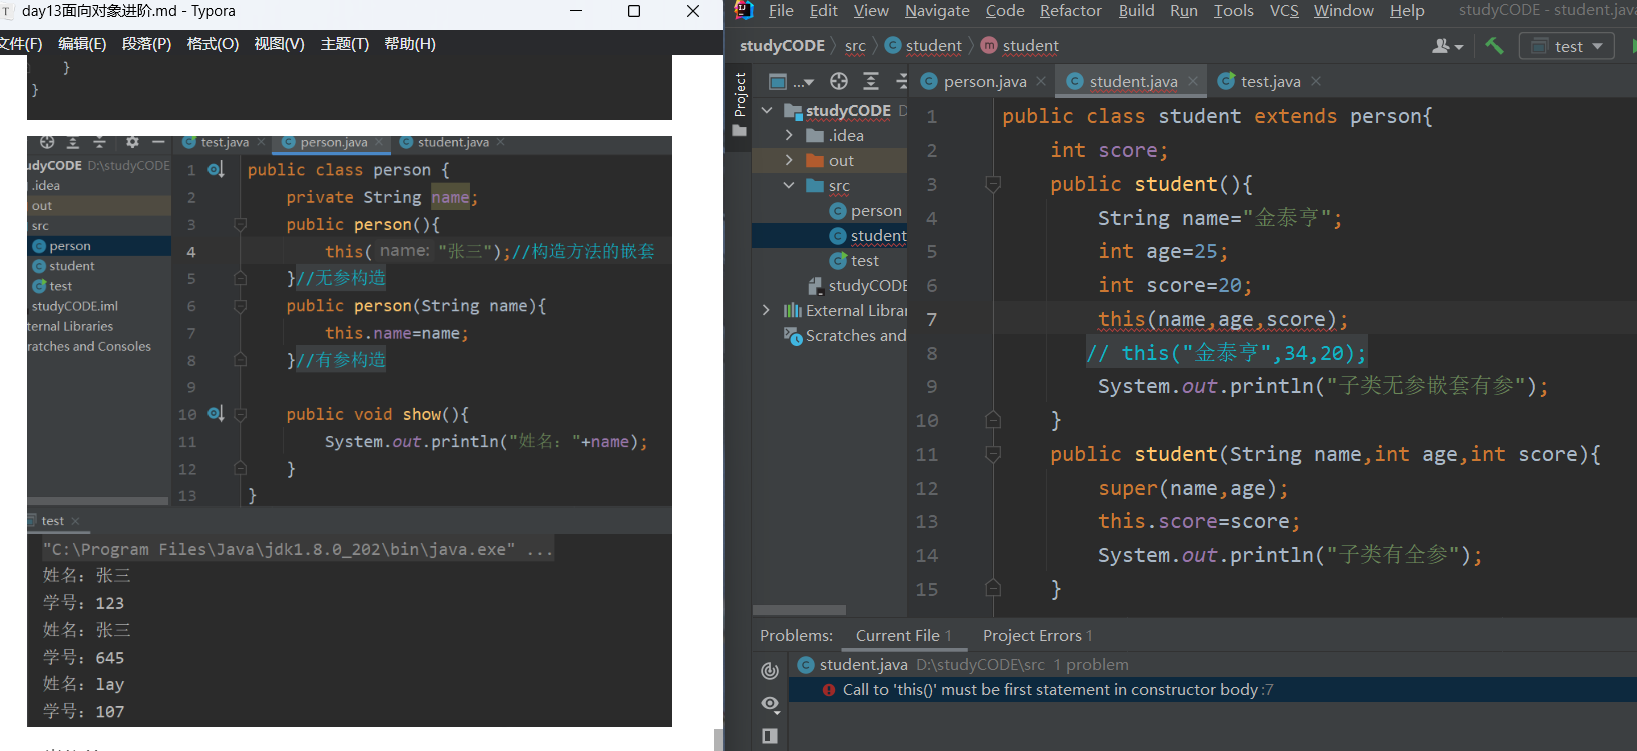 day13面向对象进阶.md - Typora
文件(F) 编辑(E) 段落(P) 格式(O) 视图(V) 主题(T) 帮助(H)
}
}
test.java person.java student.java
udyCODE D:\studyCODE
.idea
out
src
person
student
test
studyCODE.iml
ternal Libraries
ratches and Consoles
1 public class person {
2 private String name;
3 public person(){
4 this( name: "张三");//构造方法的嵌套
5 }//无参构造
6 public person(String name){
7 this.name=name;
8 }//有参构造
9
10 public void show(){
11 System.out.println("姓名: "+name);
12 }
13 }
test
"C:\Program Files\Java\jdk1.8.0_202\bin\java.exe" ...
姓名: 张三
学号: 123
姓名: 张三
学号: 645
姓名: lay
学号: 107
File Edit View Navigate Code Refactor Build Run Tools VCS Window Help studyCODE - student.java
studyCODE src student student test
Project
... person.java student.java test.java
studyCODE D
.idea
out
src
person
student
test
studyCODE
External Librar
Scratches and
1 public class student extends person{
2 int score;
3 public student(){
4 String name="金泰亨";
5 int age=25;
6 int score=20;
7 this(name,age,score);
8 // this("金泰亨",34,20);
9 System.out.println("子类无参嵌套有参");
10 }
11 public student(String name,int age,int score){
12 super(name,age);
13 this.score=score;
14 System.out.println("子类有全参");
15 }
Problems: Current File 1 Project Errors 1
student.java D:\studyCODE\src 1 problem
Call to 'this()' must be first statement in constructor body :7